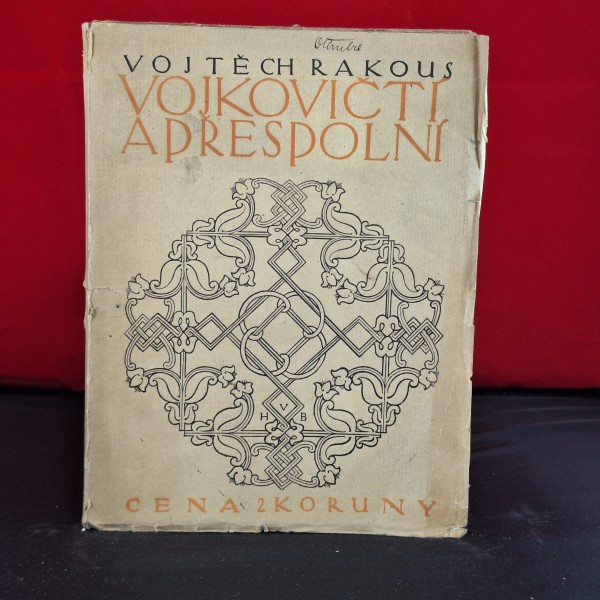 VOJTĚCH RAKOUS
VOJKOVIČTÍ
A PŘESPOLNÍ
H V B
CENA 2 KORUNY